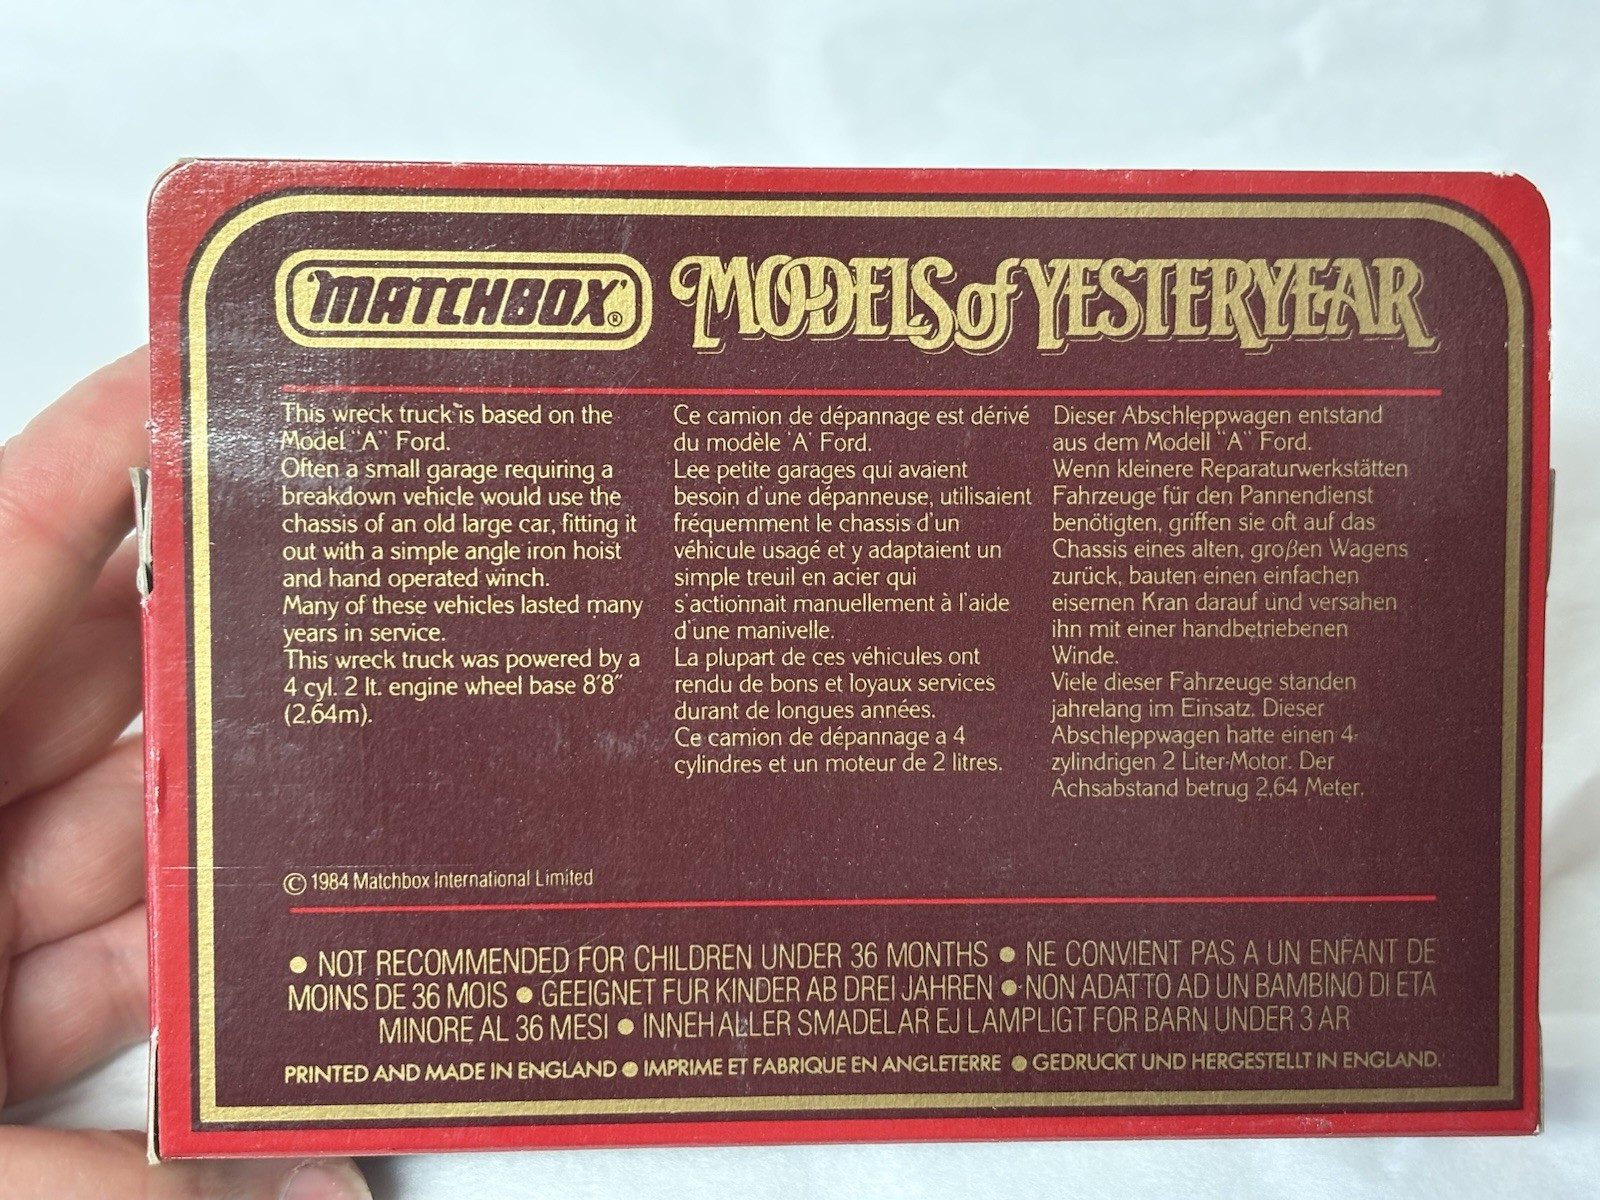 MATCHBOX®
MODELS of YESTERYEAR
This wreck truck is based on the
Model "A" Ford.
Often a small garage requiring a
breakdown vehicle would use the
chassis of an old large car, fitting it
out with a simple angle iron hoist
and hand operated winch.
Many of these vehicles lasted many
years in service.
This wreck truck was powered by a
4 cyl. 2 lt. engine wheel base 8'8"
(2.64m).
Ce camion de dépannage est dérivé
du modèle 'A' Ford.
Lee petite garages qui avaient
besoin d'une dépanneuse, utilisaient
fréquemment le chassis d'un
véhicule usagé et y adaptaient un
simple treuil en acier qui
s'actionnait manuellement à l'aide
d'une manivelle.
La plupart de ces véhicules ont
rendu de bons et loyaux services
durant de longues années.
Ce camion de dépannage a 4
cylindres et un moteur de 2 litres.
Dieser Abschleppwagen entstand
aus dem Modell "A" Ford.
Wenn kleinere Reparaturwerkstätten
Fahrzeuge für den Pannendienst
benötigten, griffen sie oft auf das
Chassis eines alten, großen Wagens
zurück, bauten einen einfachen
eisernen Kran darauf und versahen
ihn mit einer handbetriebenen
Winde.
Viele dieser Fahrzeuge standen
jahrelang im Einsatz. Dieser
Abschleppwagen hatte einen 4-
zylindrigen 2 Liter-Motor. Der
Achsabstand betrug 2,64 Meter.
© 1984 Matchbox International Limited
● NOT RECOMMENDED FOR CHILDREN UNDER 36 MONTHS ● NE CONVIENT PAS A UN ENFANT DE
MOINS DE 36 MOIS ● GEEIGNET FUR KINDER AB DREI JAHREN ● NON ADATTO AD UN BAMBINO DI ETA
MINORE AL 36 MESI ● INNEHALLER SMADELAR EJ LAMPLIGT FOR BARN UNDER 3 AR
PRINTED AND MADE IN ENGLAND ● IMPRIME ET FABRIQUE EN ANGLETERRE ● GEDRUCKT UND HERGESTELLT IN ENGLAND.